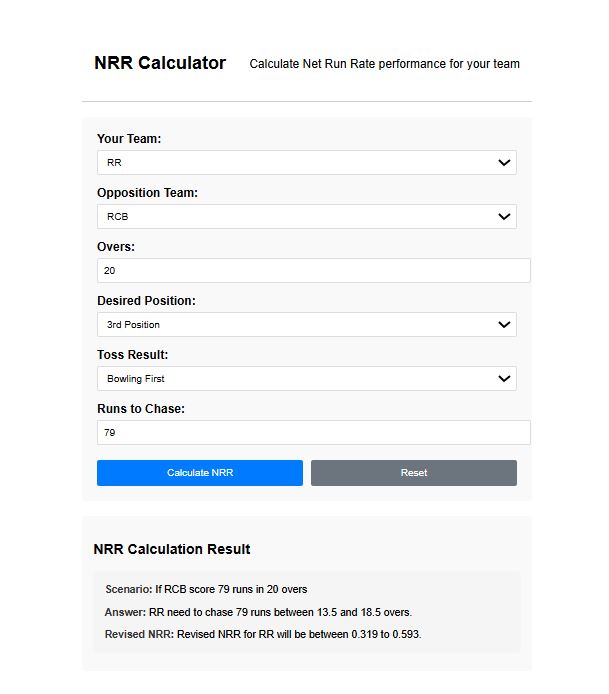 NRR Calculator
Calculate Net Run Rate performance for your team
Your Team:
RR
Opposition Team:
RCB
Overs:
20
Desired Position:
3rd Position
Toss Result:
Bowling First
Runs to Chase:
79
Calculate NRR
Reset
NRR Calculation Result
Scenario: If RCB score 79 runs in 20 overs
Answer: RR need to chase 79 runs between 13.5 and 18.5 overs.
Revised NRR: Revised NRR for RR will be between 0.319 to 0.593.